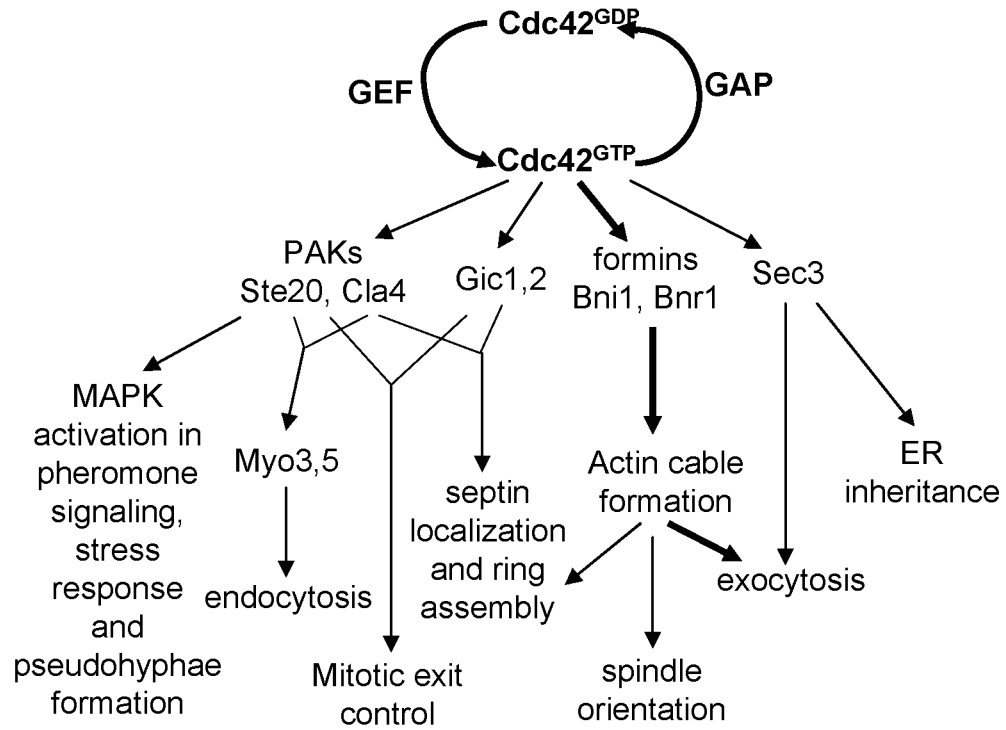 Cdc42GDP
GEF
GAP
Cdc42GTP
PAKs
Ste20, Cla4
Gic1,2
formins
Bni1, Bnr1
Sec3
MAPK
activation in
pheromone
signaling,
stress
response
and
pseudohyphae
formation
Myo3,5
endocytosis
Mitotic exit
control
septin
localization
and ring
assembly
Actin cable
formation
spindle
orientation
exocytosis
ER
inheritance